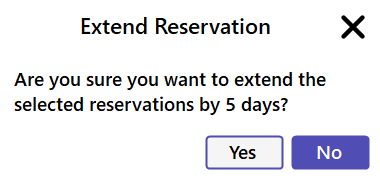 Extend Reservation
Are you sure you want to extend the
selected reservations by 5 days?
Yes No